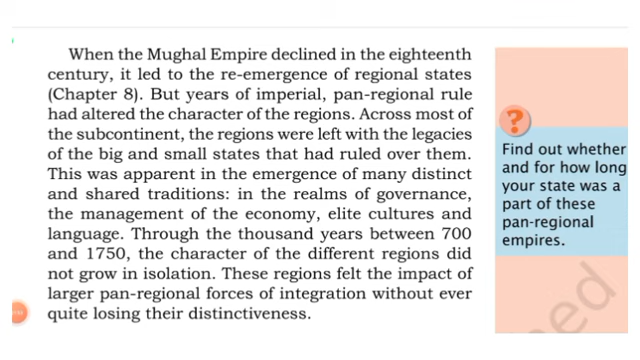 When the Mughal Empire declined in the eighteenth
century, it led to the re-emergence of regional states
(Chapter 8). But years of imperial, pan-regional rule
had altered the character of the regions. Across most of
the subcontinent, the regions were left with the legacies
of the big and small states that had ruled over them.
This was apparent in the emergence of many distinct
and shared traditions: in the realms of governance,
the management of the economy, elite cultures and
language. Through the thousand years between 700
and 1750, the character of the different regions did
not grow in isolation. These regions felt the impact of
larger pan-regional forces of integration without ever
quite losing their distinctiveness.
?
Find out whether
and for how long
your state was a
part of these
pan-regional
empires.
ed